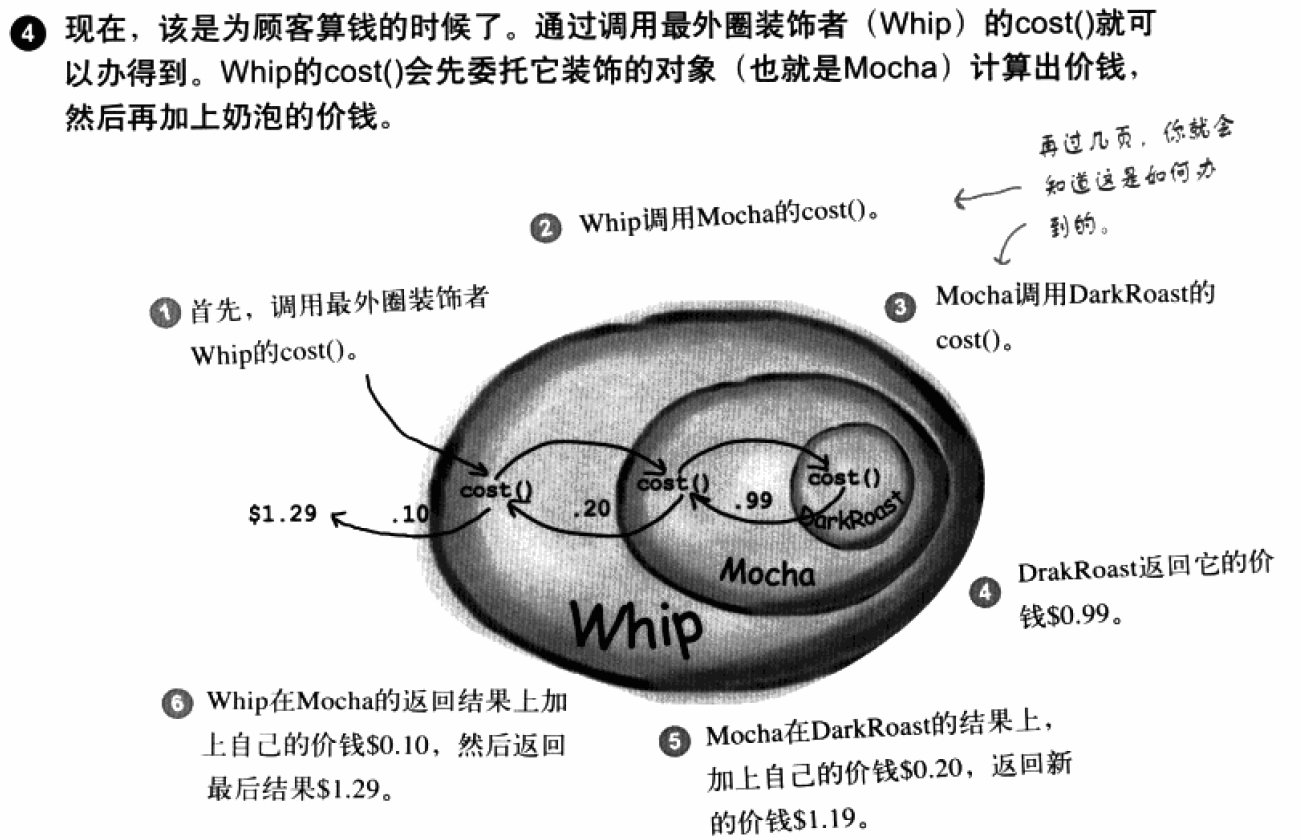 4 现在，该是为顾客算钱的时候了。通过调用最外圈装饰者（Whip）的cost()就可
以办得到。Whip的cost()会先委托它装饰的对象（也就是Mocha）计算出价钱，
然后再加上奶泡的价钱。
再过几页，你就会
知道这是如何办
到的。
2 Whip调用Mocha的cost()。
1 首先，调用最外圈装饰者
Whip的cost()。
3 Mocha调用DarkRoast的
cost()。
cost()
cost()
cost()
$1.29
.10
.20
.99
DarkRoast
Mocha
Whip
4 DrakRoast返回它的价
钱$0.99。
6 Whip在Mocha的返回结果上加
上自己的价钱$0.10，然后返回
最后结果$1.29。
5 Mocha在DarkRoast的结果上，
加上自己的价钱$0.20，返回新
的价钱$1.19。